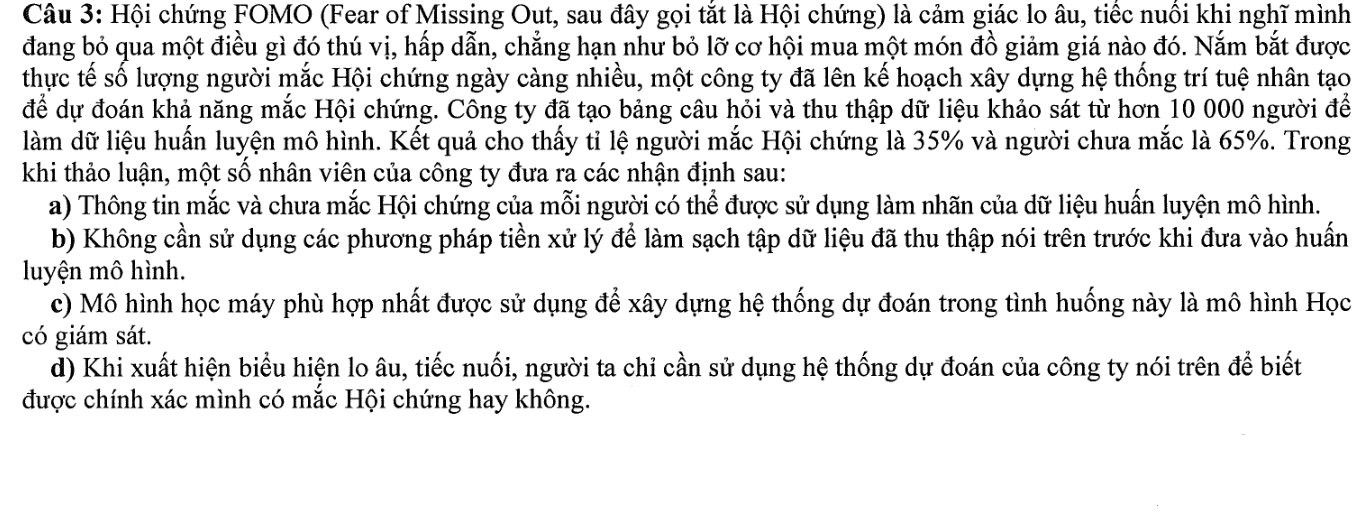 Câu 3: Hội chứng FOMO (Fear of Missing Out, sau đây gọi tắt là Hội chứng) là cảm giác lo âu, tiếc nuối khi nghĩ mình
đang bỏ qua một điều gì đó thú vị, hấp dẫn, chẳng hạn như bỏ lỡ cơ hội mua một món đồ giảm giá nào đó. Nắm bắt được
thực tế số lượng người mắc Hội chứng ngày càng nhiều, một công ty đã lên kế hoạch xây dựng hệ thống trí tuệ nhân tạo
để dự đoán khả năng mắc Hội chứng. Công ty đã tạo bảng câu hỏi và thu thập dữ liệu khảo sát từ hơn 10 000 người để
làm dữ liệu huấn luyện mô hình. Kết quả cho thấy tỉ lệ người mắc Hội chứng là 35% và người chưa mắc là 65%. Trong
khi thảo luận, một số nhân viên của công ty đưa ra các nhận định sau:
a) Thông tin mắc và chưa mắc Hội chứng của mỗi người có thể được sử dụng làm nhãn của dữ liệu huấn luyện mô hình.
b) Không cần sử dụng các phương pháp tiền xử lý để làm sạch tập dữ liệu đã thu thập nói trên trước khi đưa vào huấn
luyện mô hình.
c) Mô hình học máy phù hợp nhất được sử dụng để xây dựng hệ thống dự đoán trong tình huống này là mô hình Học
có giám sát.
d) Khi xuất hiện biểu hiện lo âu, tiếc nuối, người ta chỉ cần sử dụng hệ thống dự đoán của công ty nói trên để biết
được chính xác mình có mắc Hội chứng hay không.